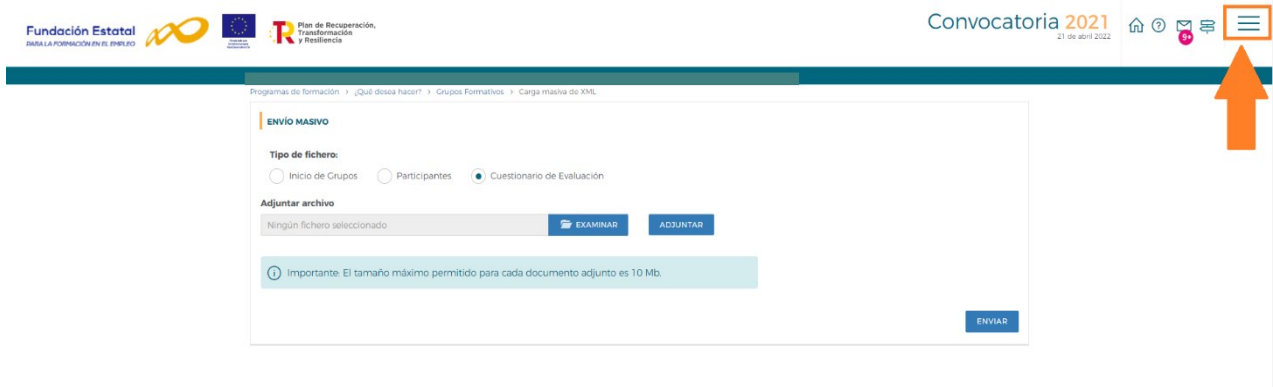 Fundación Estatal
PARA LA FORMACIÓN EN EL EMPLEO
Plan de Recuperación,
Transformación
y Resiliencia
Convocatoria 2021
21 de abril 2022
9+
Programas de formación > ¿Qué desea hacer? > Grupos Formativos > Carga masiva de XML
ENVÍO MASIVO
Tipo de fichero:
Inicio de Grupos Participantes Cuestionario de Evaluación
Adjuntar archivo
Ningún fichero seleccionado EXAMINAR ADJUNTAR
Importante: El tamaño máximo permitido para cada documento adjunto es 10 Mb.
ENVIAR